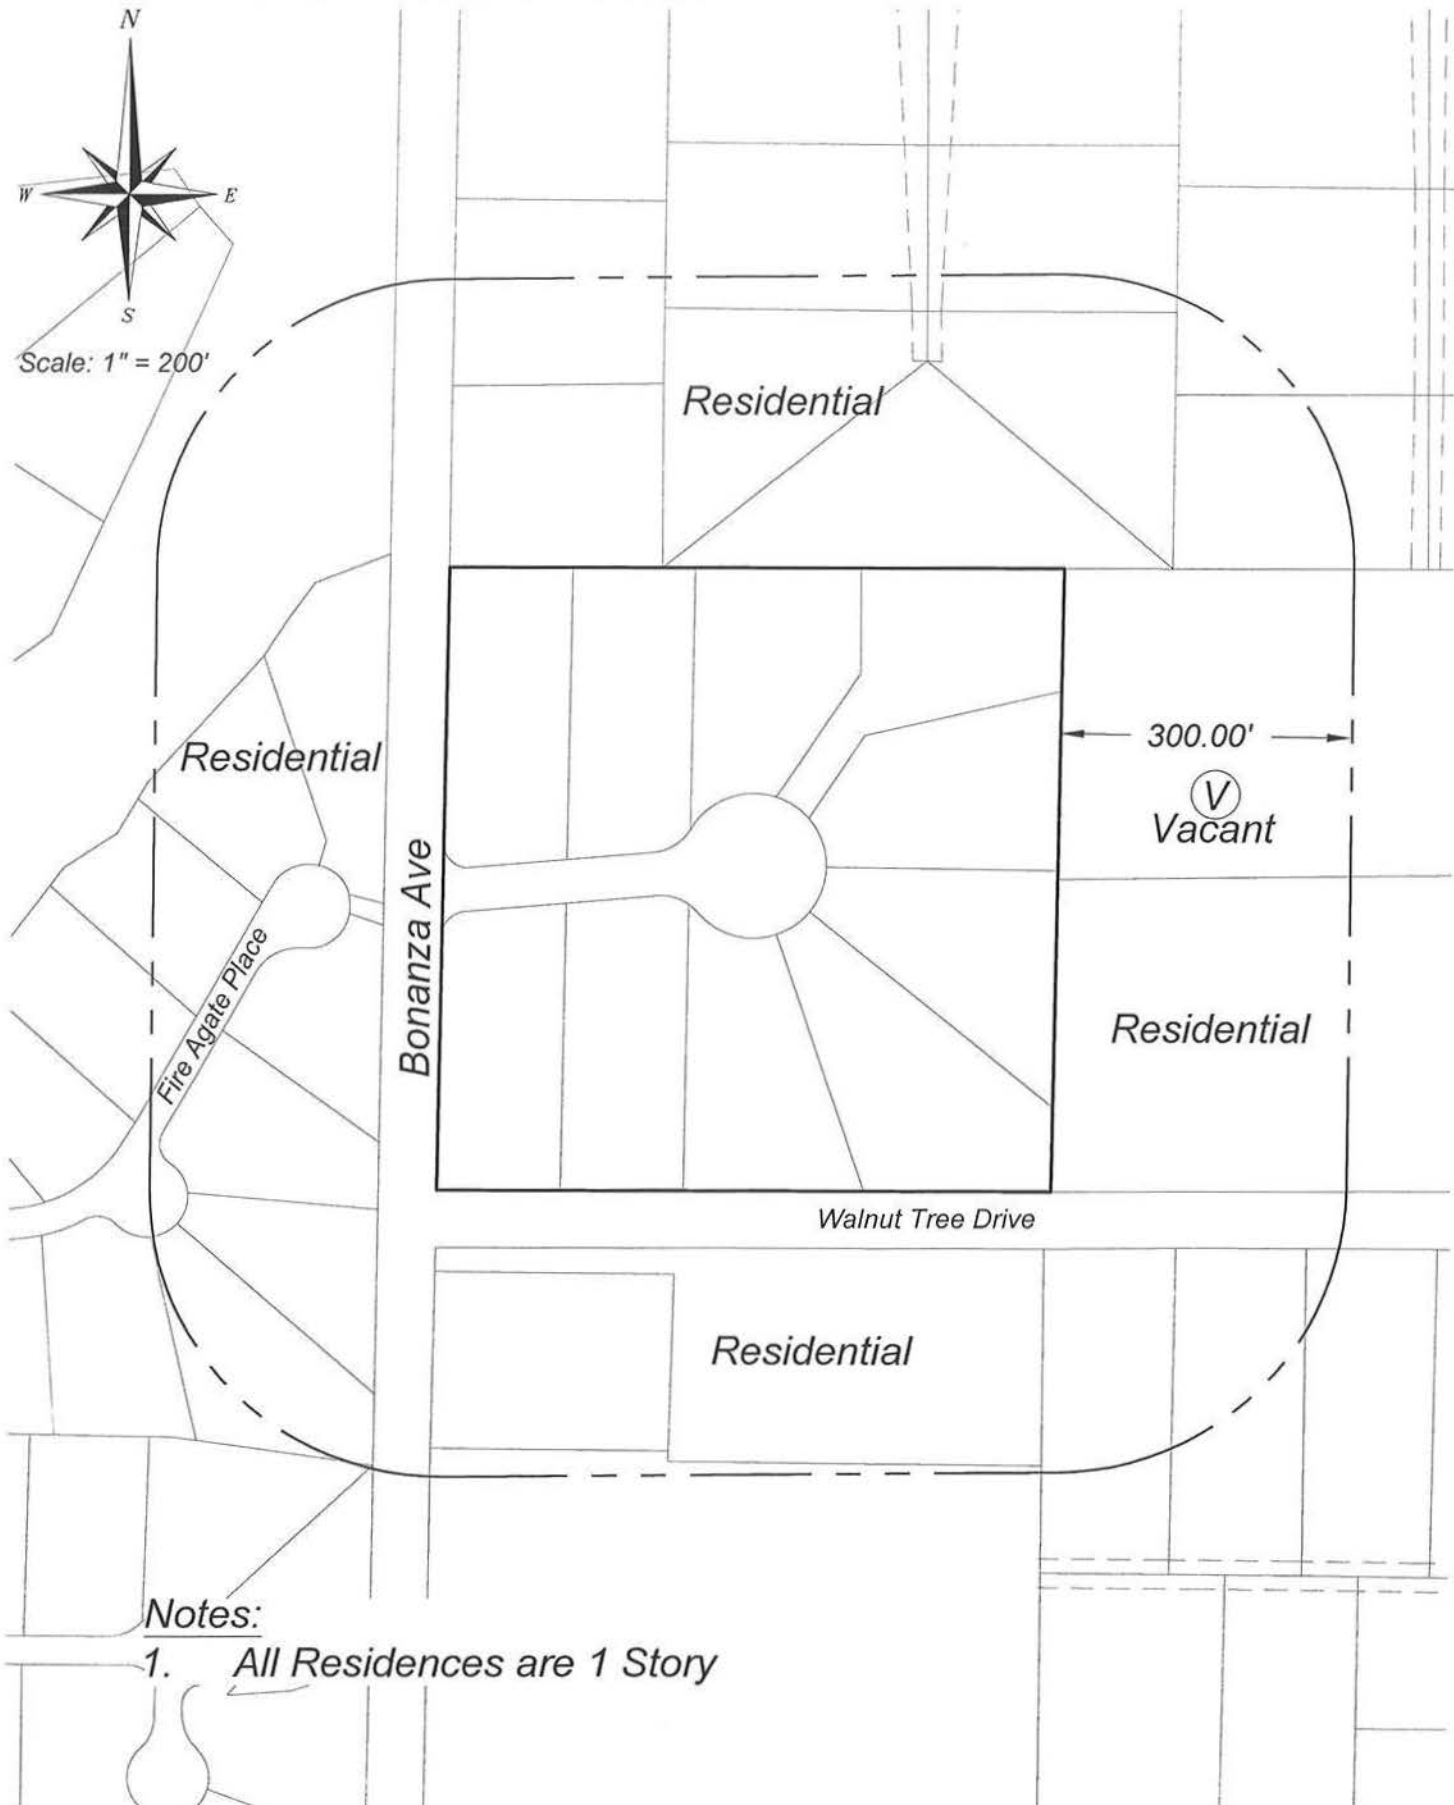 N
W
E
S
Scale: 1" = 200'
Residential
Residential
300.00'
V
Vacant
Bonanza Ave
Fire Agate Place
Residential
Walnut Tree Drive
Residential
Notes:
1. All Residences are 1 Story